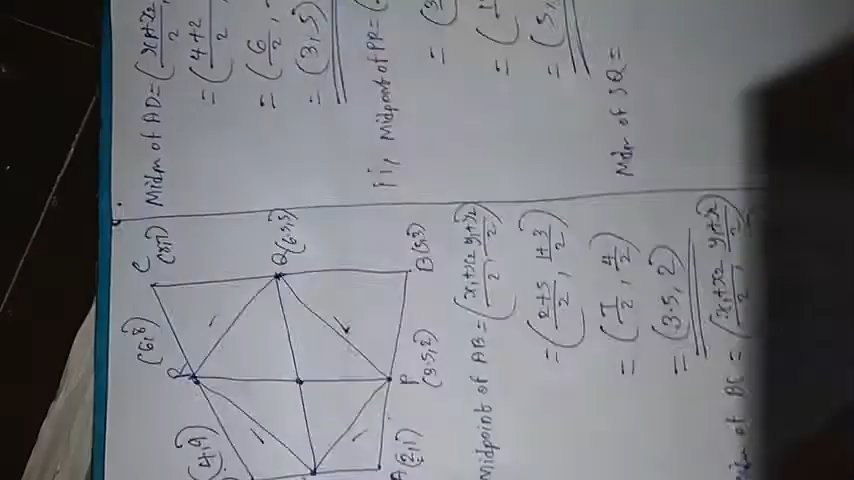 C
(8,7)
(6,8)
R
(4,9)
Q(6.5,5)
B(5,3)
P
(3.5,2)
A(2,1)
Midpoint of AB = (x₁+x₂/2, y₁+y₂/2)
= (2+5/2, 1+3/2)
= (7/2, 4/2)
= (3.5, 2)
of BC = (x₁+x₂/2, y₁+y₂/2)
Midpn of AD = (x₁+x₂/2,
= (4+2/2,
= (6/2,
= (3,5)
ii, Midpoint of PR = (
= (
= (
= (5,
Midpn of SQ =